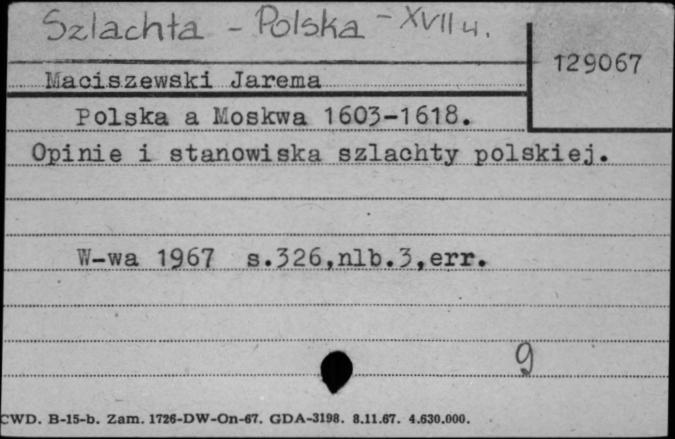 Szlachta - Polska - XVII w.
129067
Maciszewski Jarema
Polska a Moskwa 1603-1618.
Opinie i stanowiska szlachty polskiej.
W-wa 1967 s.326,nlb.3,err.
9
CWD. B-15-b. Zam. 1726-DW-On-67. GDA-3198. 8.11.67. 4.630.000.